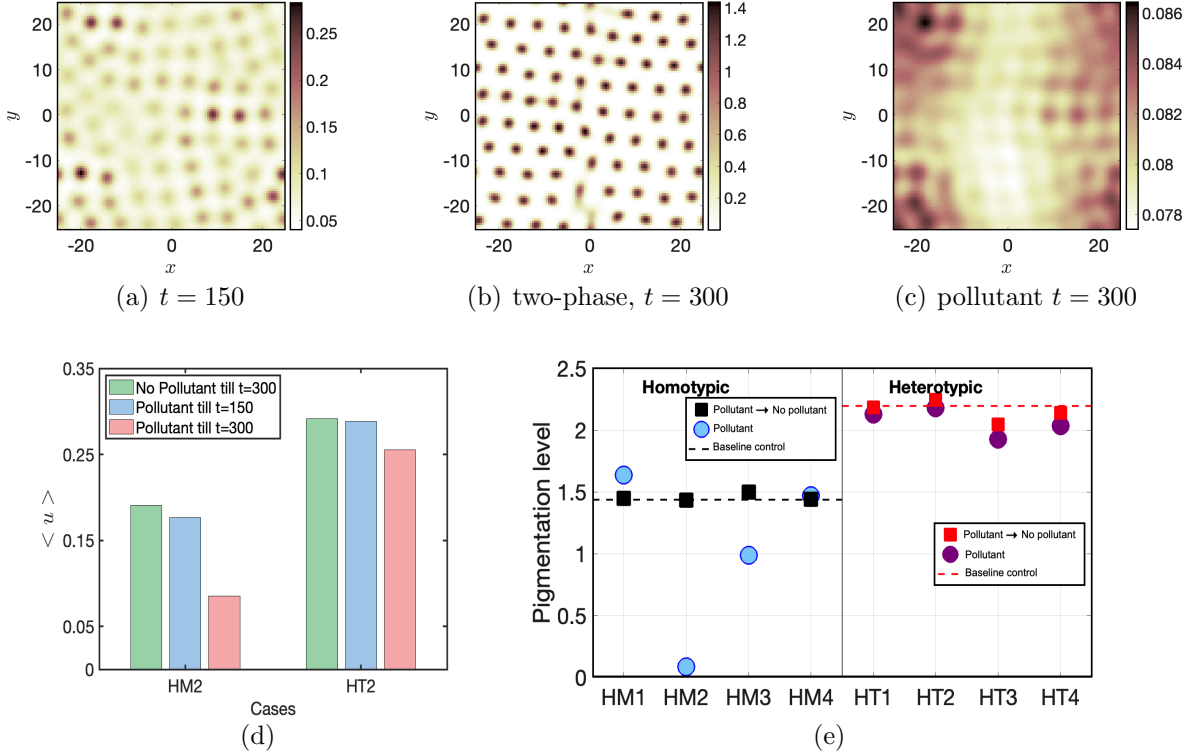 20
10
0
-10
-20
y
-20 0 20
x
0.25
0.2
0.15
0.1
0.05
(a) t = 150
20
10
0
-10
-20
y
-20 0 20
x
1.4
1.2
1
0.8
0.6
0.4
0.2
(b) two-phase, t = 300
20
10
0
-10
-20
y
-20 0 20
x
0.086
0.084
0.082
0.08
0.078
(c) pollutant t = 300
0.35
0.25
0.15
0.05
0
< u >
No Pollutant till t=300
Pollutant till t=150
Pollutant till t=300
HM2 HT2
Cases
(d)
2.5
2
1.5
1
0.5
0
Pigmentation level
Homotypic
Pollutant → No pollutant
Pollutant
Baseline control
Heterotypic
Pollutant → No pollutant
Pollutant
Baseline control
HM1 HM2 HM3 HM4 HT1 HT2 HT3 HT4
(e)